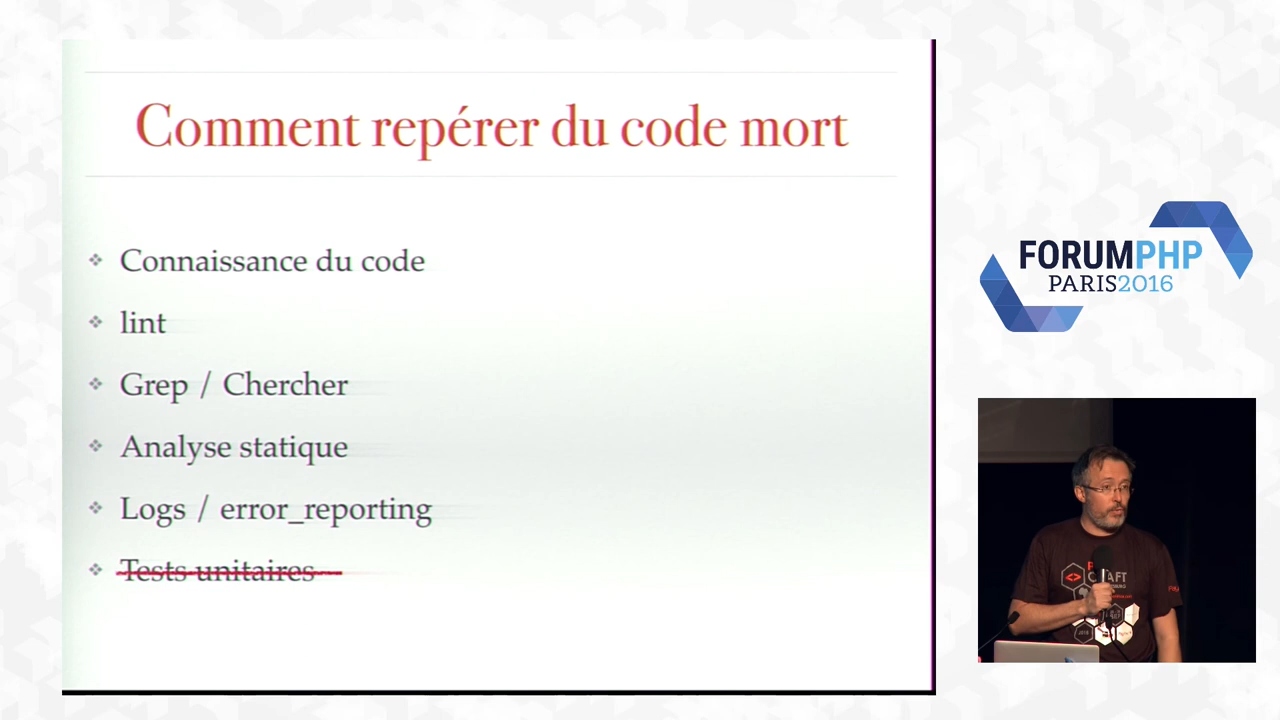 Comment repérer du code mort
❖ Connaissance du code
❖ lint
❖ Grep / Chercher
❖ Analyse statique
❖ Logs / error_reporting
❖ Tests unitaires
FORUMPHP
PARIS2016